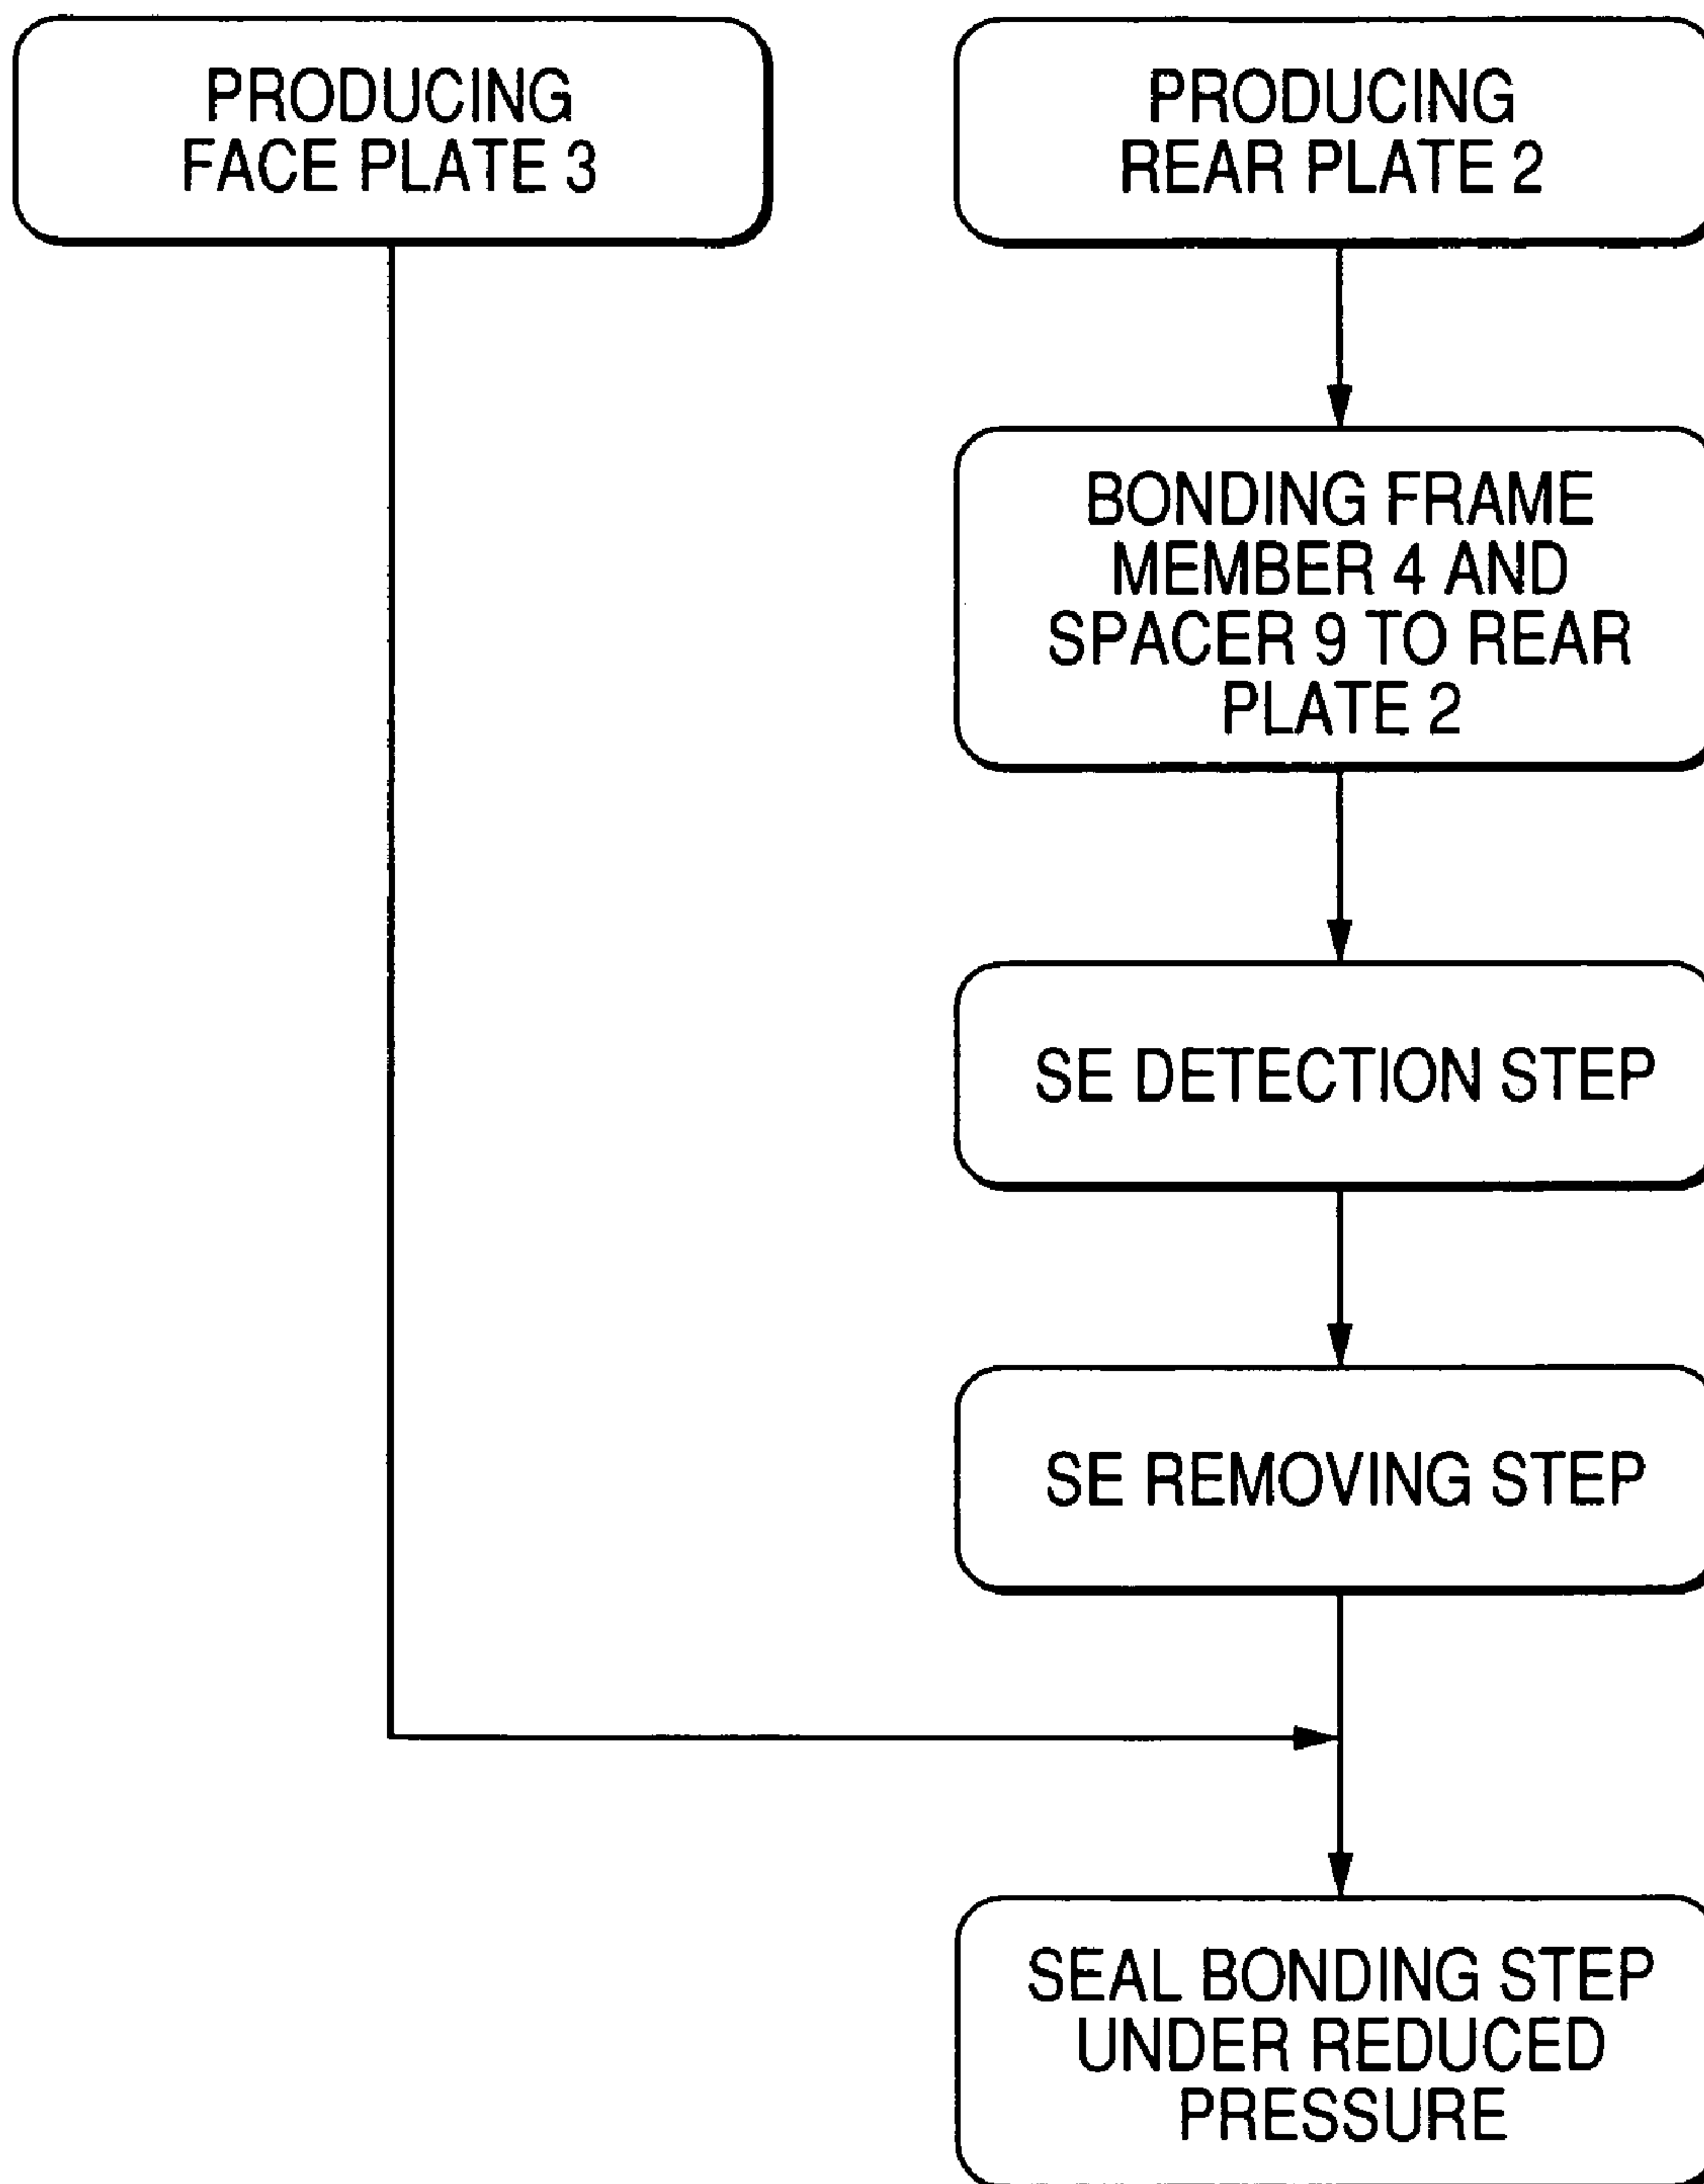 PRODUCING
FACE PLATE 3
PRODUCING
REAR PLATE 2
BONDING FRAME
MEMBER 4 AND
SPACER 9 TO REAR
PLATE 2
SE DETECTION STEP
SE REMOVING STEP
SEAL BONDING STEP
UNDER REDUCED
PRESSURE